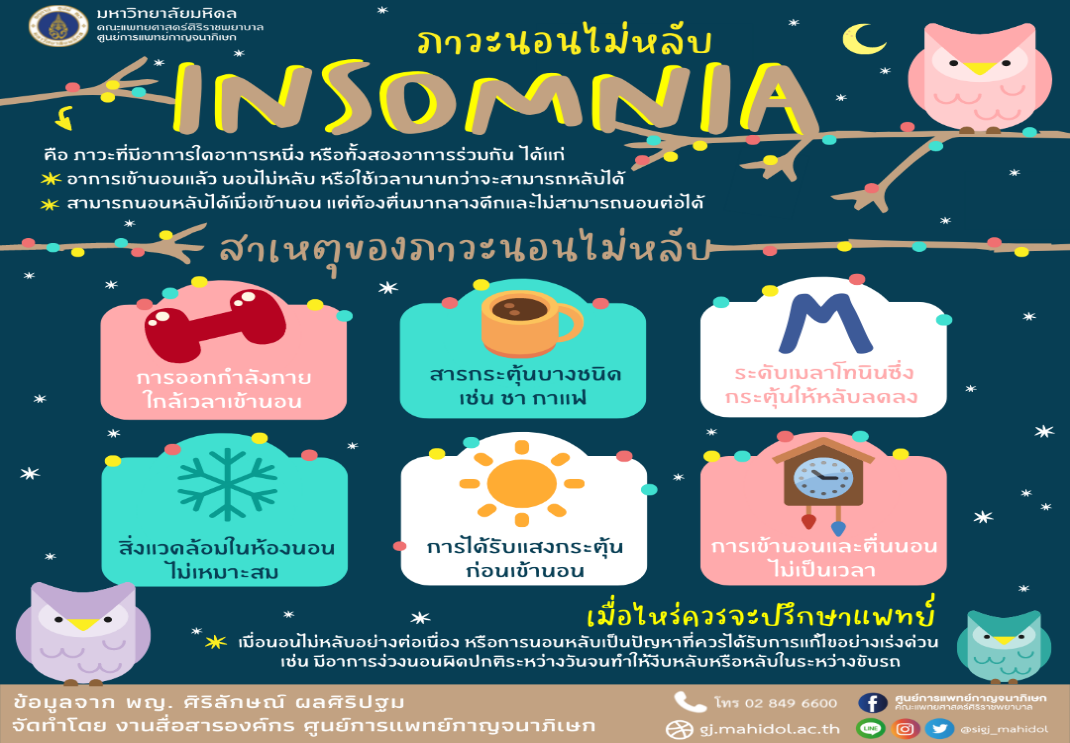 มหาวิทยาลัยมหิดล
คณะแพทยศาสตร์ศิริราชพยาบาล
ศูนย์การแพทย์กาญจนาภิเษก
ภาวะนอนไม่หลับ
INSOMNIA
คือ ภาวะที่มีอาการใดอาการหนึ่ง หรือทั้งสองอาการร่วมกัน ได้แก่
อาการเข้านอนแล้ว นอนไม่หลับ หรือใช้เวลานานกว่าจะสามารถหลับได้
สามารถนอนหลับได้เมื่อเข้านอน แต่ต้องตื่นมากลางดึกและไม่สามารถนอนต่อได้
สาเหตุของภาวะนอนไม่หลับ
การออกกำลังกาย
ใกล้เวลาเข้านอน
สารกระตุ้นบางชนิด
เช่น ชา กาแฟ
M
ระดับเมลาโทนินซึ่ง
กระตุ้นให้หลับลดลง
สิ่งแวดล้อมในห้องนอน
ไม่เหมาะสม
การได้รับแสงกระตุ้น
ก่อนเข้านอน
การเข้านอนและตื่นนอน
ไม่เป็นเวลา
เมื่อไหร่ควรจะปรึกษาแพทย์
เมื่อนอนไม่หลับอย่างต่อเนื่อง หรือการนอนหลับเป็นปัญหาที่ควรได้รับการแก้ไขอย่างเร่งด่วน
เช่น มีอาการง่วงนอนผิดปกติระหว่างวันจนทำให้งีบหลับหรือหลับในระหว่างขับรถ
ข้อมูลจาก พญ. ศิริลักษณ์ ผลศิริปฐม
จัดทำโดย งานสื่อสารองค์กร ศูนย์การแพทย์กาญจนาภิเษก
โทร 02 849 6600
gj.mahidol.ac.th
ศูนย์การแพทย์กาญจนาภิเษก
คณะแพทยศาสตร์ศิริราชพยาบาล
LINE
@sigj_mahidol